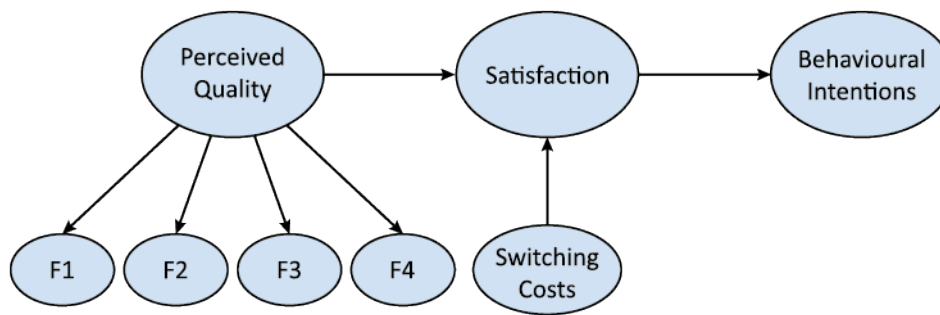 Perceived
Quality
Satisfaction
Behavioural
Intentions
F1
F2
F3
F4
Switching
Costs